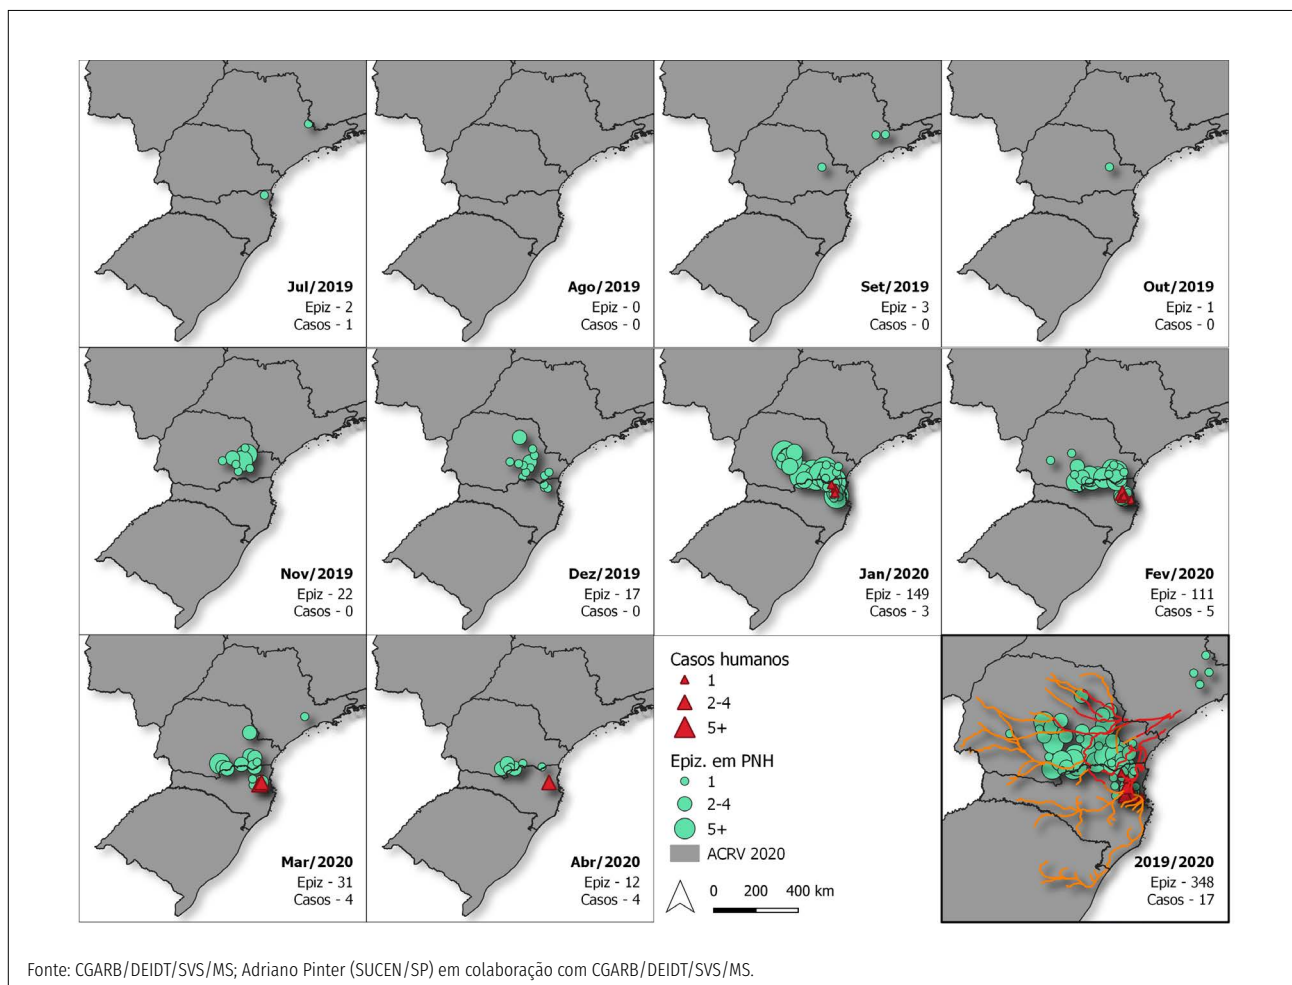 Jul/2019
Epiz - 2
Casos - 1
Ago/2019
Epiz - 0
Casos - 0
Set/2019
Epiz - 3
Casos - 0
Out/2019
Epiz - 1
Casos - 0
Nov/2019
Epiz - 22
Casos - 0
Dez/2019
Epiz - 17
Casos - 0
Jan/2020
Epiz - 149
Casos - 3
Fev/2020
Epiz - 111
Casos - 5
Mar/2020
Epiz - 31
Casos - 4
Abr/2020
Epiz - 12
Casos - 4
Casos humanos
1
2-4
5+
Epiz. em PNH
1
2-4
5+
ACRV 2020
0 200 400 km
2019/2020
Epiz - 348
Casos - 17
Fonte: CGARB/DEIDT/SVS/MS; Adriano Pinter (SUCEN/SP) em colaboração com CGARB/DEIDT/SVS/MS.